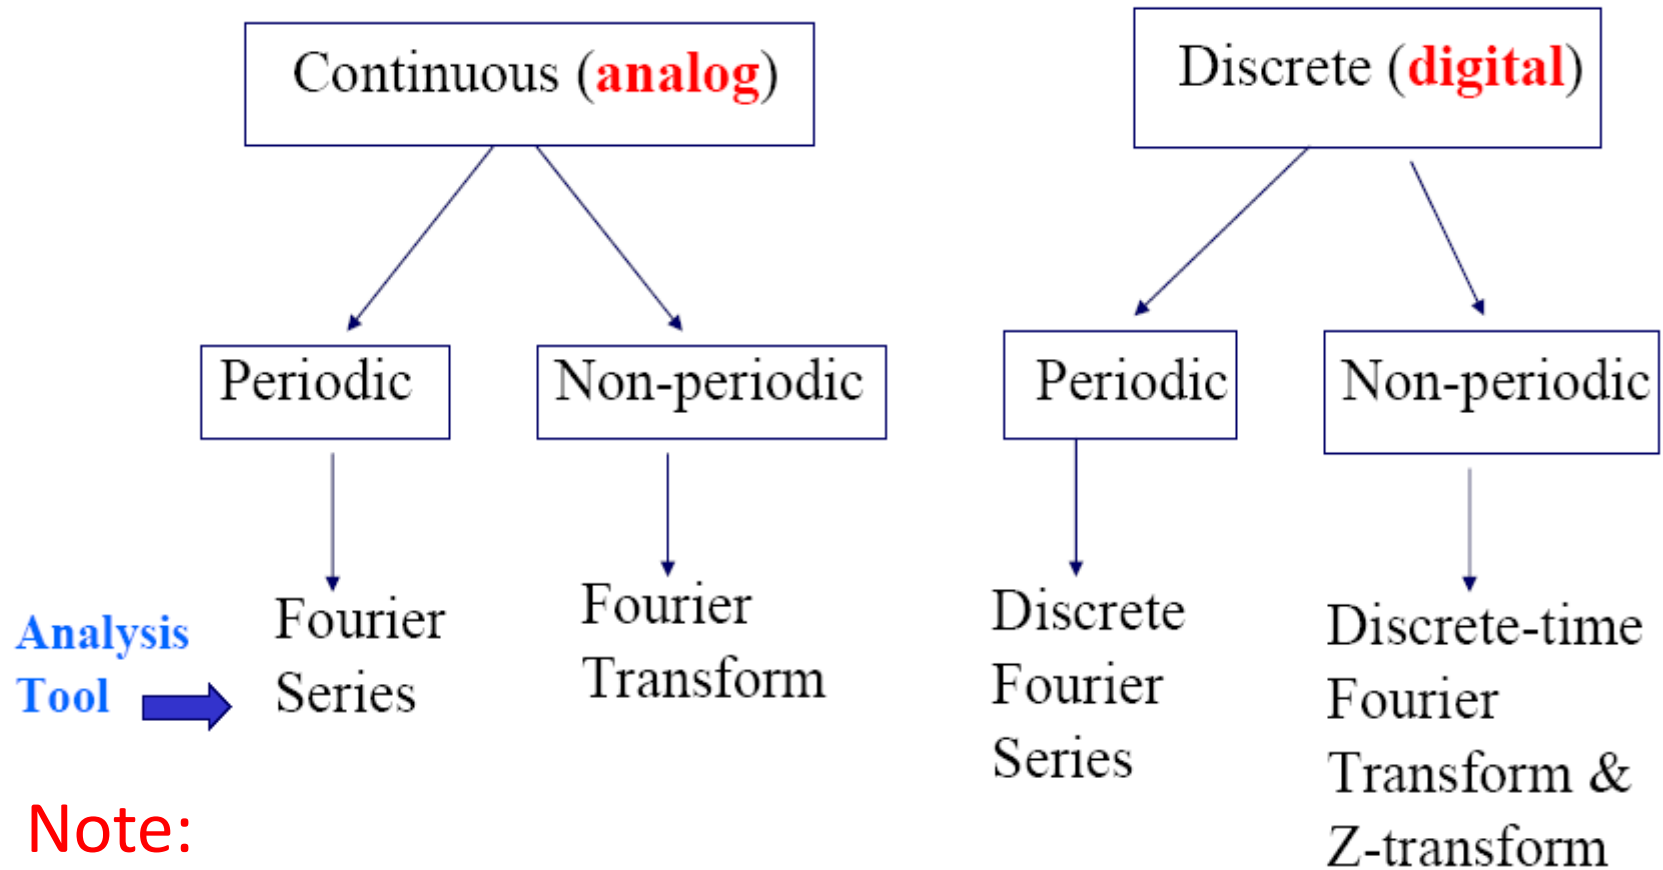 Continuous (analog)
Discrete (digital)
Periodic
Non-periodic
Periodic
Non-periodic
Analysis
Tool
Fourier
Series
Fourier
Transform
Discrete
Fourier
Series
Discrete-time
Fourier
Transform &
Z-transform
Note: